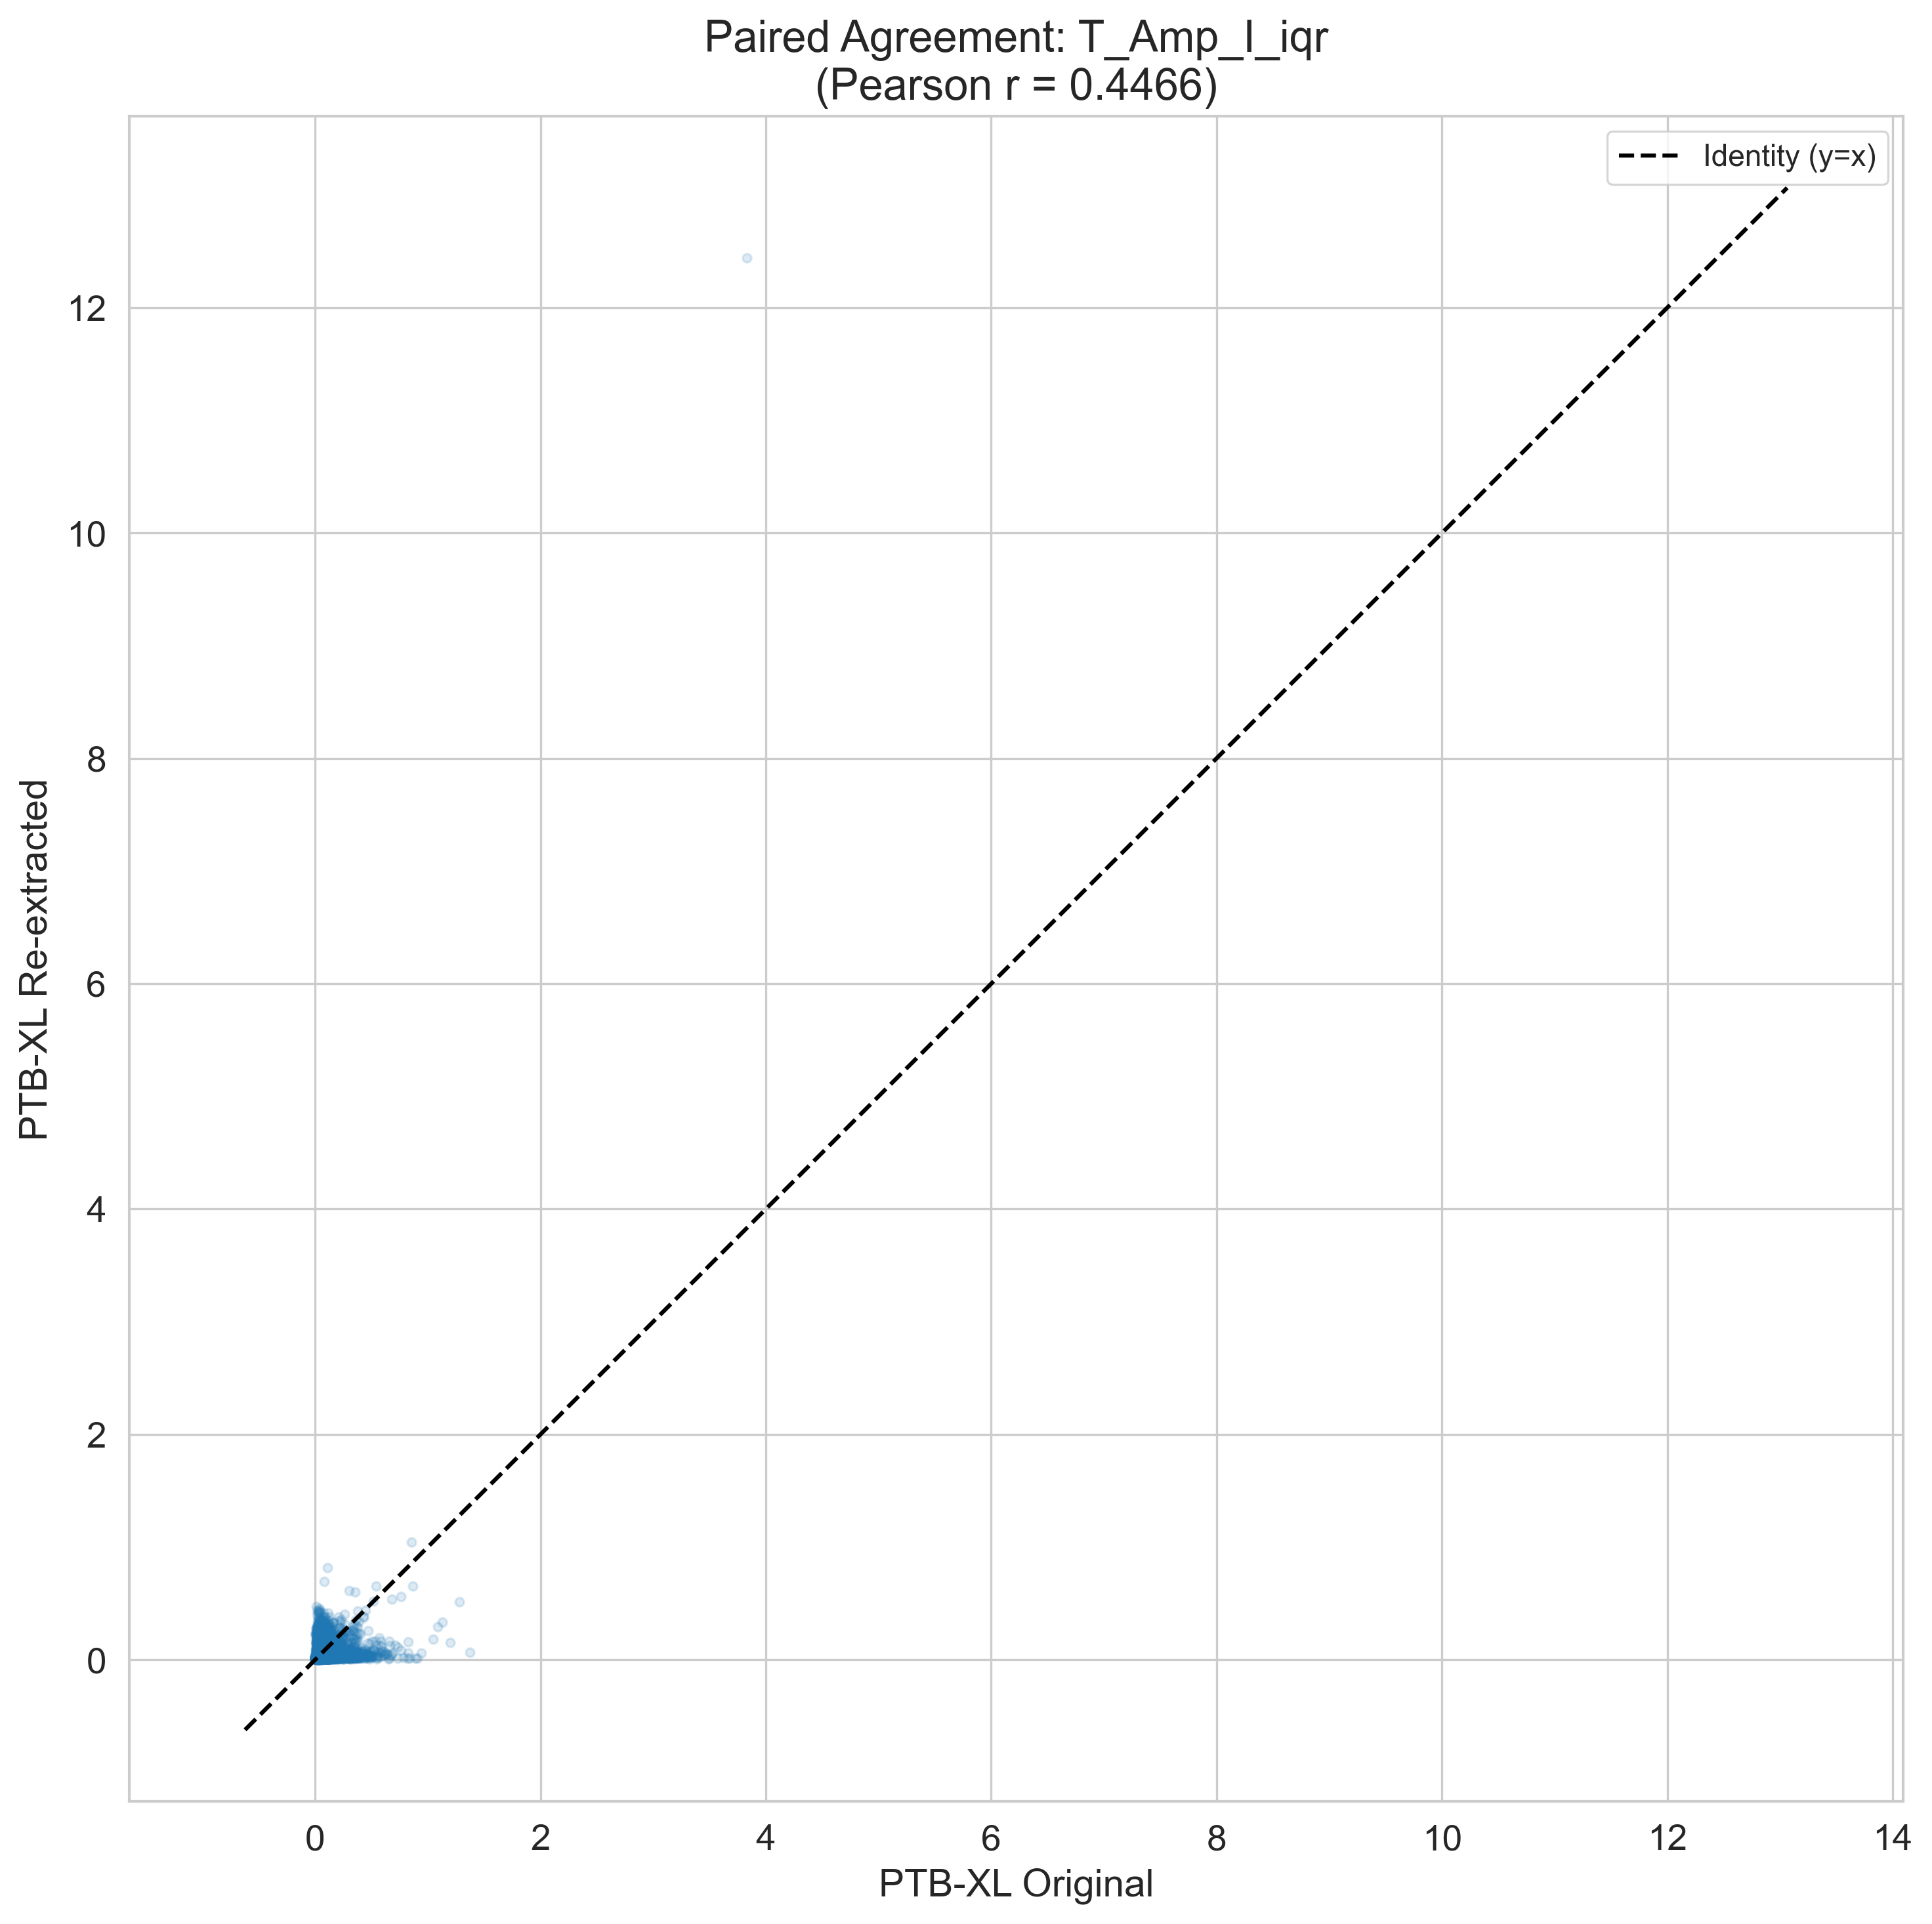 Paired Agreement: T_Amp_I_iqr
(Pearson r = 0.4466)
Identity (y=x)
12
10
8
6
4
2
0
PTB-XL Re-extracted
0 2 4 6 8 10 12 14
PTB-XL Original